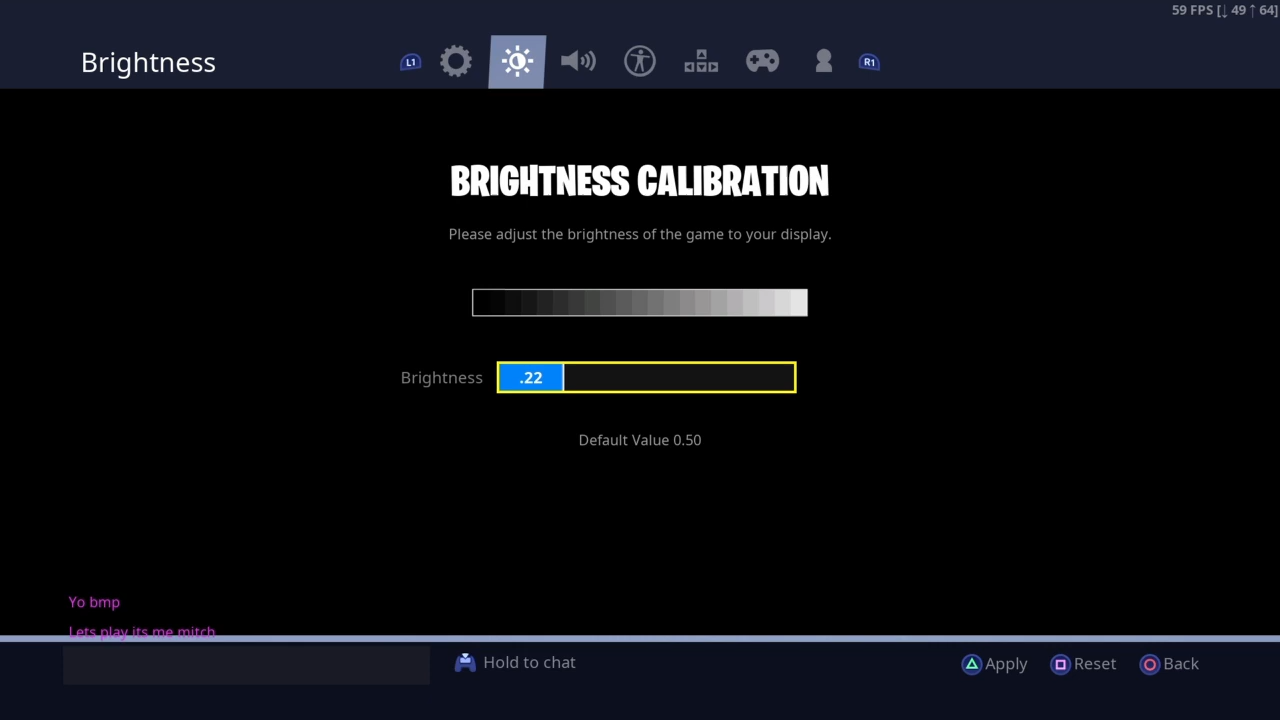 59 FPS [↓ 49 ↑ 64]
Brightness
L1
R1
BRIGHTNESS CALIBRATION
Please adjust the brightness of the game to your display.
Brightness .22
Default Value 0.50
Yo bmp
Lets play its me mitch
Hold to chat
Apply Reset Back